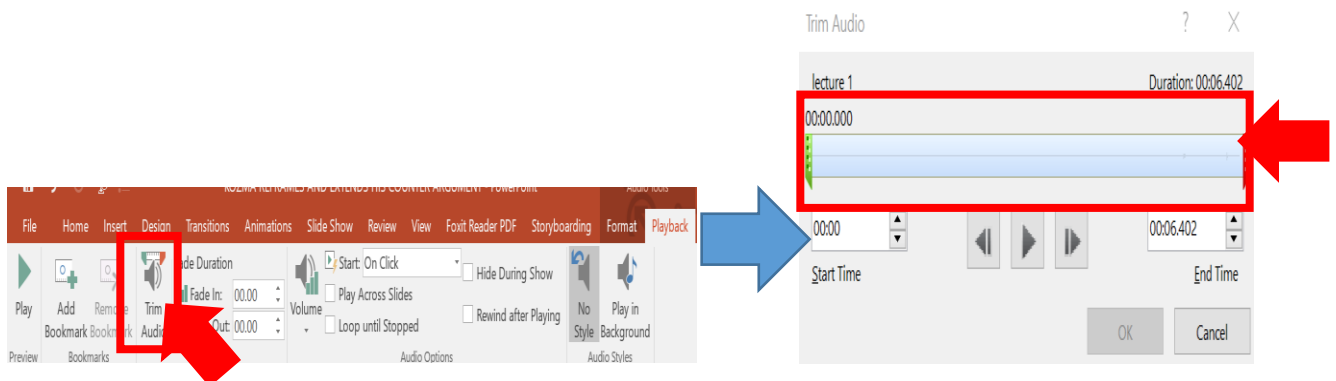 KOZMA REFRAMES AND EXTENDS HIS COUNTER ARGUMENT - PowerPoint Audio Tools
File Home Insert Design Transitions Animations Slide Show Review View Foxit Reader PDF Storyboarding Format Playback
Fade Duration Start: On Click Hide During Show
Fade In: 00.00 Play Across Slides
Out: 00.00 Loop until Stopped Rewind after Playing
Play Add Bookmark Remove Bookmark Trim Audio Volume No Style Play in Background
Preview Bookmarks Audio Options Audio Styles
Trim Audio ? X
lecture 1 Duration: 00:06.402
00:00.000
00:00 00:06.402
Start Time End Time
OK Cancel